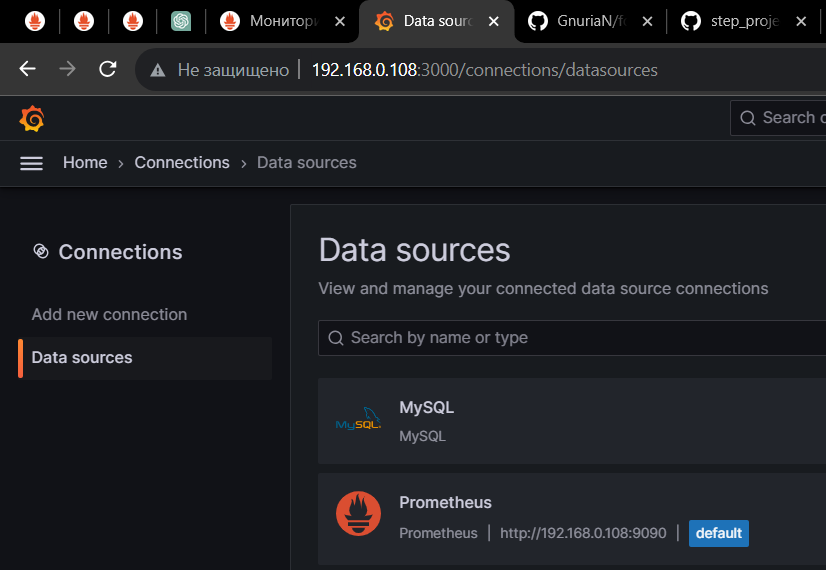 Мониторин
Data sourc
GnuriaN/f
step_proje
Не защищено | 192.168.0.108:3000/connections/datasources
Search o
Home › Connections › Data sources
Connections
Add new connection
Data sources
Data sources
View and manage your connected data source connections
Search by name or type
MySQL
MySQL
MySQL.
Prometheus
Prometheus | http://192.168.0.108:9090 | default